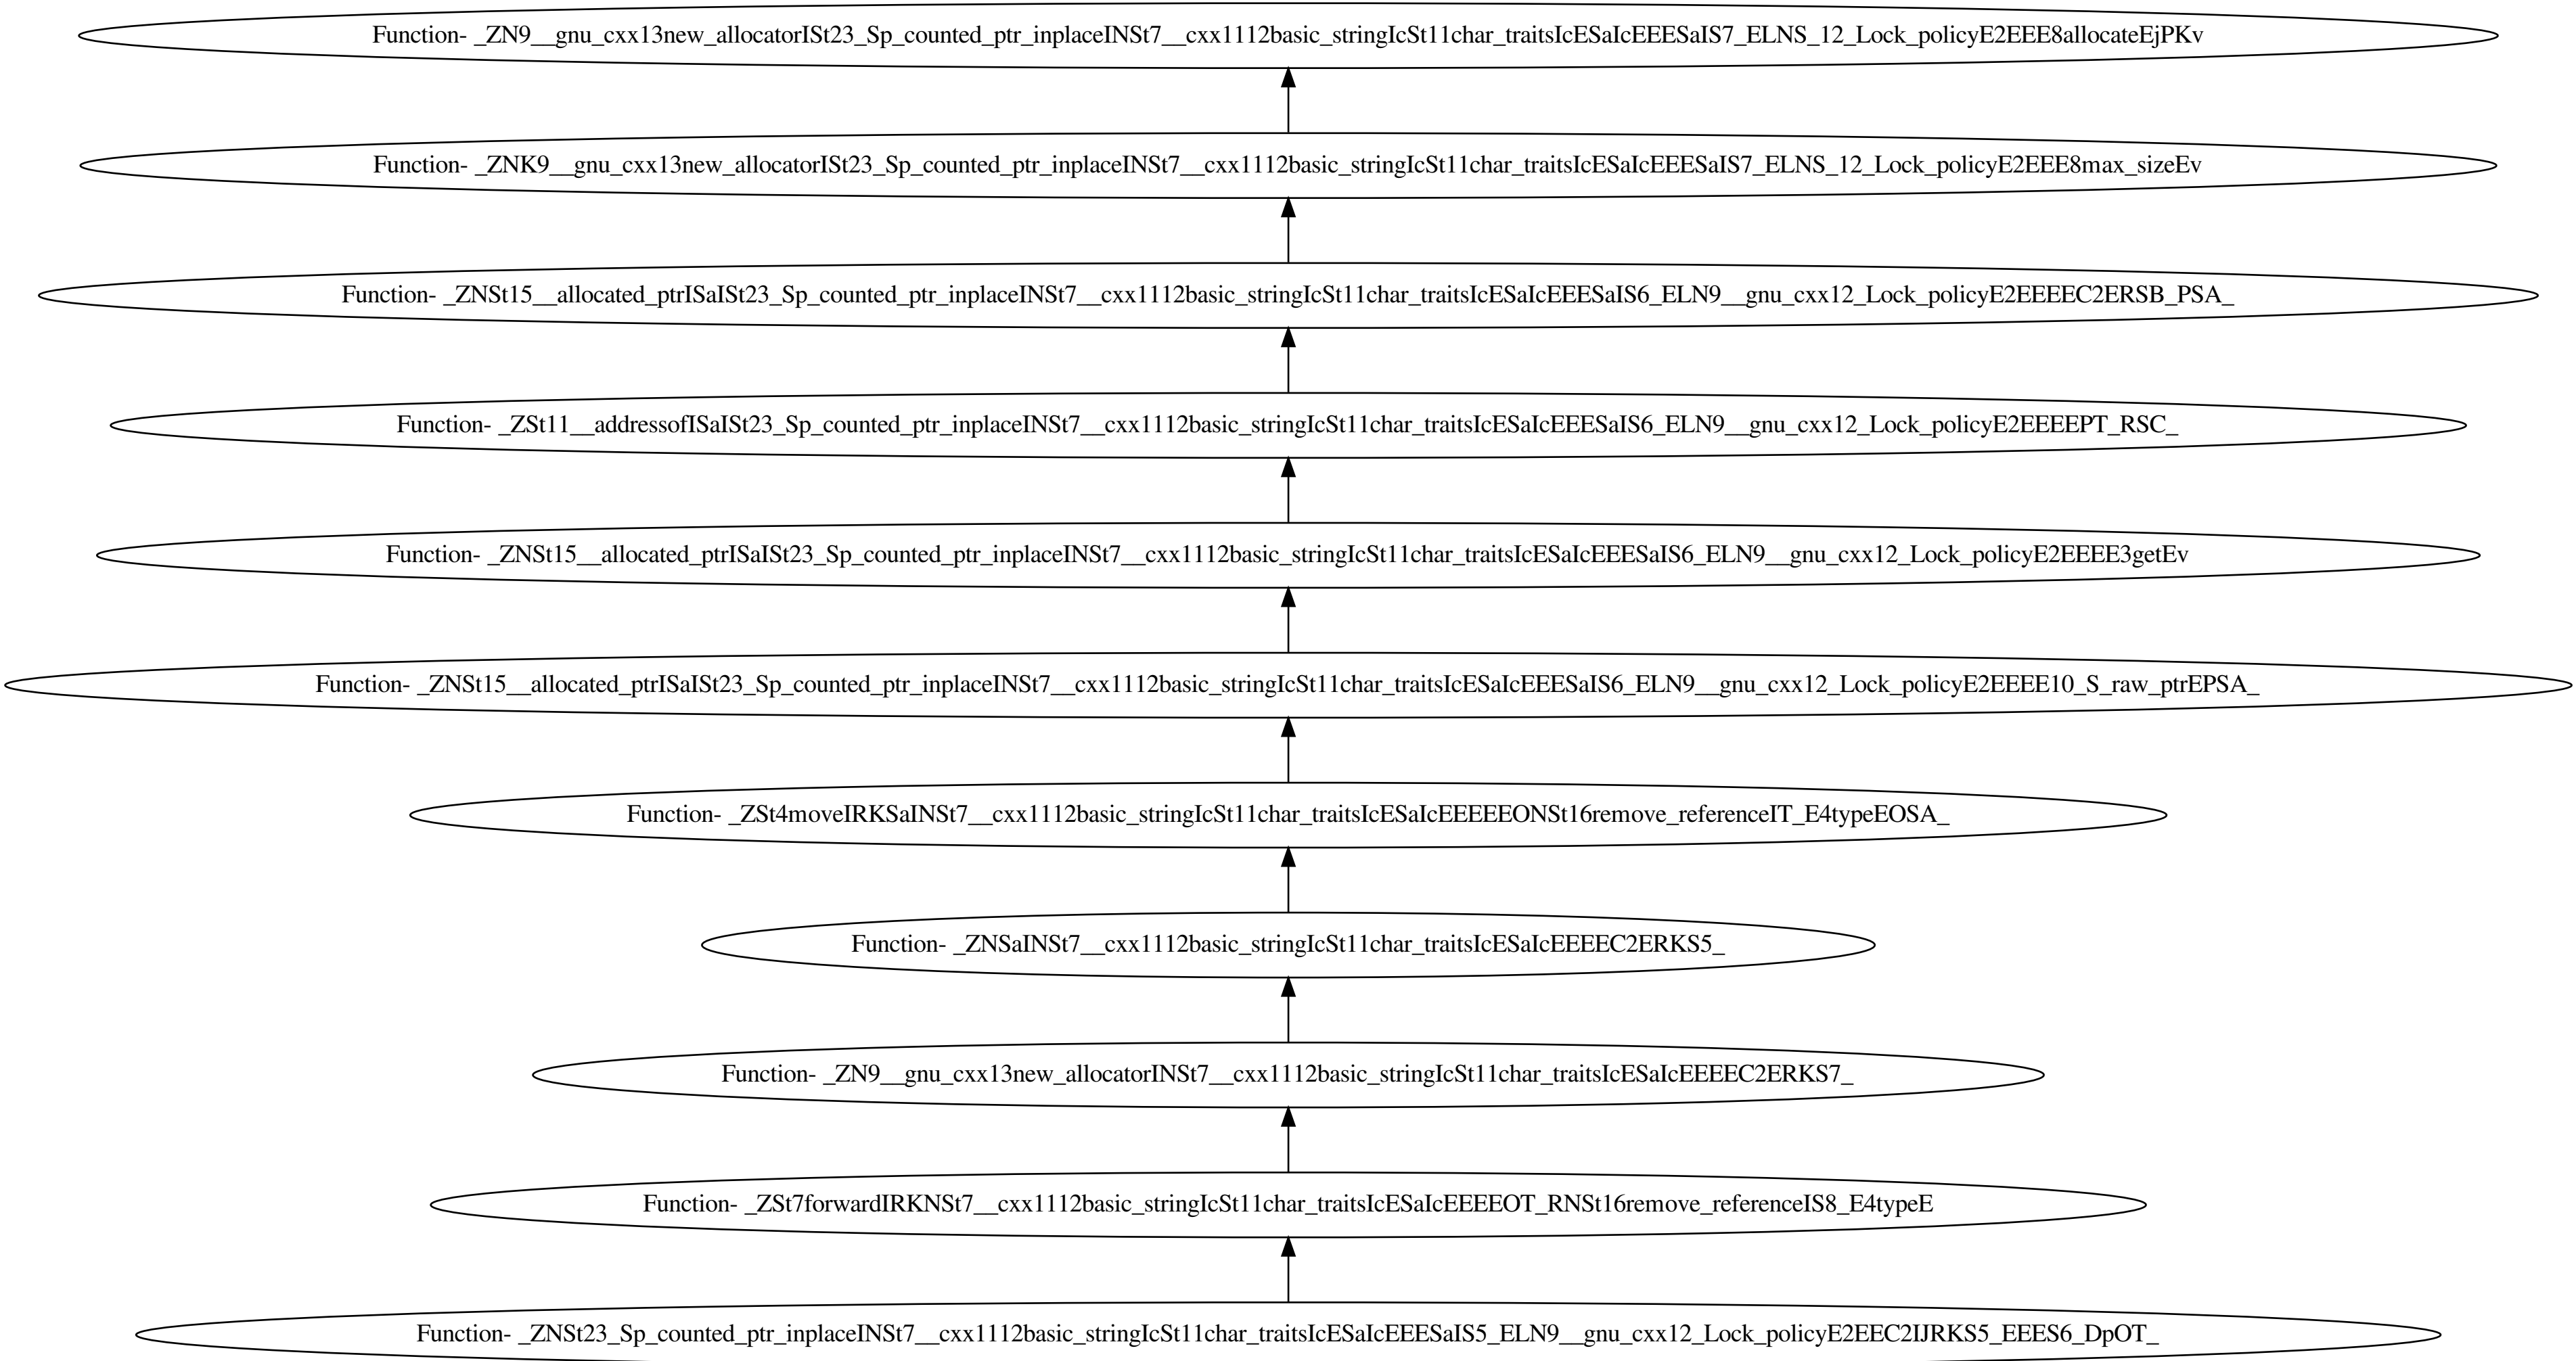 Function- _ZN9__gnu_cxx13new_allocatorISt23_Sp_counted_ptr_inplaceINSt7__cxx1112basic_stringIcSt11char_traitsIcESaIcEEESaIS7_ELNS_12_Lock_policyE2EEE8allocateEjPKv
Function- _ZNK9__gnu_cxx13new_allocatorISt23_Sp_counted_ptr_inplaceINSt7__cxx1112basic_stringIcSt11char_traitsIcESaIcEEESaIS7_ELNS_12_Lock_policyE2EEE8max_sizeEv
Function- _ZNSt15__allocated_ptrISaISt23_Sp_counted_ptr_inplaceINSt7__cxx1112basic_stringIcSt11char_traitsIcESaIcEEESaIS6_ELN9__gnu_cxx12_Lock_policyE2EEEEC2ERSB_PSA_
Function- _ZSt11__addressofISaISt23_Sp_counted_ptr_inplaceINSt7__cxx1112basic_stringIcSt11char_traitsIcESaIcEEESaIS6_ELN9__gnu_cxx12_Lock_policyE2EEEEPT_RSC_
Function- _ZNSt15__allocated_ptrISaISt23_Sp_counted_ptr_inplaceINSt7__cxx1112basic_stringIcSt11char_traitsIcESaIcEEESaIS6_ELN9__gnu_cxx12_Lock_policyE2EEEE3getEv
Function- _ZNSt15__allocated_ptrISaISt23_Sp_counted_ptr_inplaceINSt7__cxx1112basic_stringIcSt11char_traitsIcESaIcEEESaIS6_ELN9__gnu_cxx12_Lock_policyE2EEEE10_S_raw_ptrEPSA_
Function- _ZSt4moveIRKSaINSt7__cxx1112basic_stringIcSt11char_traitsIcESaIcEEEEEONSt16remove_referenceIT_E4typeEOSA_
Function- _ZNSaINSt7__cxx1112basic_stringIcSt11char_traitsIcESaIcEEEEC2ERKS5_
Function- _ZN9__gnu_cxx13new_allocatorINSt7__cxx1112basic_stringIcSt11char_traitsIcESaIcEEEEC2ERKS7_
Function- _ZSt7forwardIRKNSt7__cxx1112basic_stringIcSt11char_traitsIcESaIcEEEEOT_RNSt16remove_referenceIS8_E4typeE
Function- _ZNSt23_Sp_counted_ptr_inplaceINSt7__cxx1112basic_stringIcSt11char_traitsIcESaIcEEESaIS5_ELN9__gnu_cxx12_Lock_policyE2EEC2IJRKS5_EEES6_DpOT_